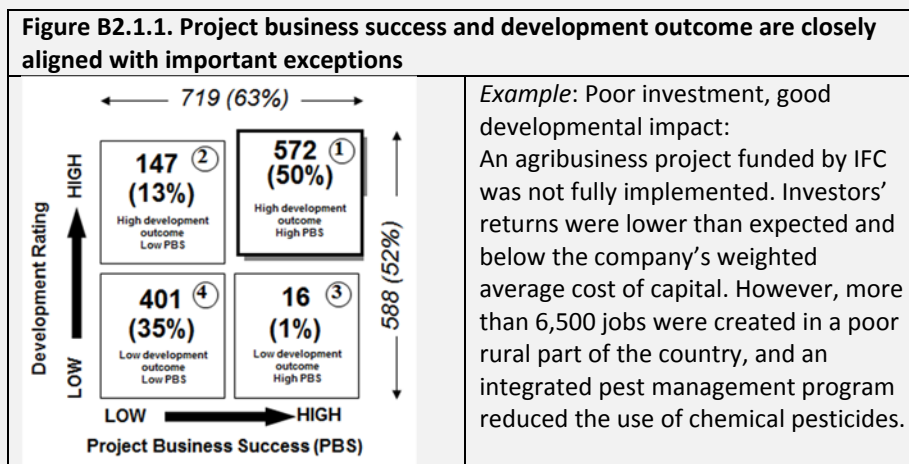 Figure B2.1.1. Project business success and development outcome are closely
aligned with important exceptions
719 (63%)
147 ②
(13%)
High development
outcome
Low PBS
572 ①
(50%)
High development
outcome
High PBS
401 ④
(35%)
Low development
outcome
Low PBS
16 ③
(1%)
Low development
outcome
High PBS
588 (52%)
Development Rating
HIGH
LOW
LOW
HIGH
Project Business Success (PBS)
Example: Poor investment, good
developmental impact:
An agribusiness project funded by IFC
was not fully implemented. Investors’
returns were lower than expected and
below the company’s weighted
average cost of capital. However, more
than 6,500 jobs were created in a poor
rural part of the country, and an
integrated pest management program
reduced the use of chemical pesticides.